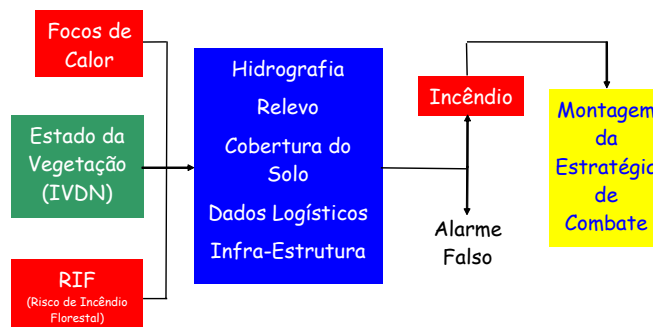 Focos de
Calor
Estado da
Vegetação
(IVDN)
RIF
(Risco de Incêndio
Florestal)
Hidrografia
Relevo
Cobertura do
Solo
Dados Logísticos
Infra-Estrutura
Incêndio
Alarme
Falso
Montagem
da
Estratégic
de
Combate